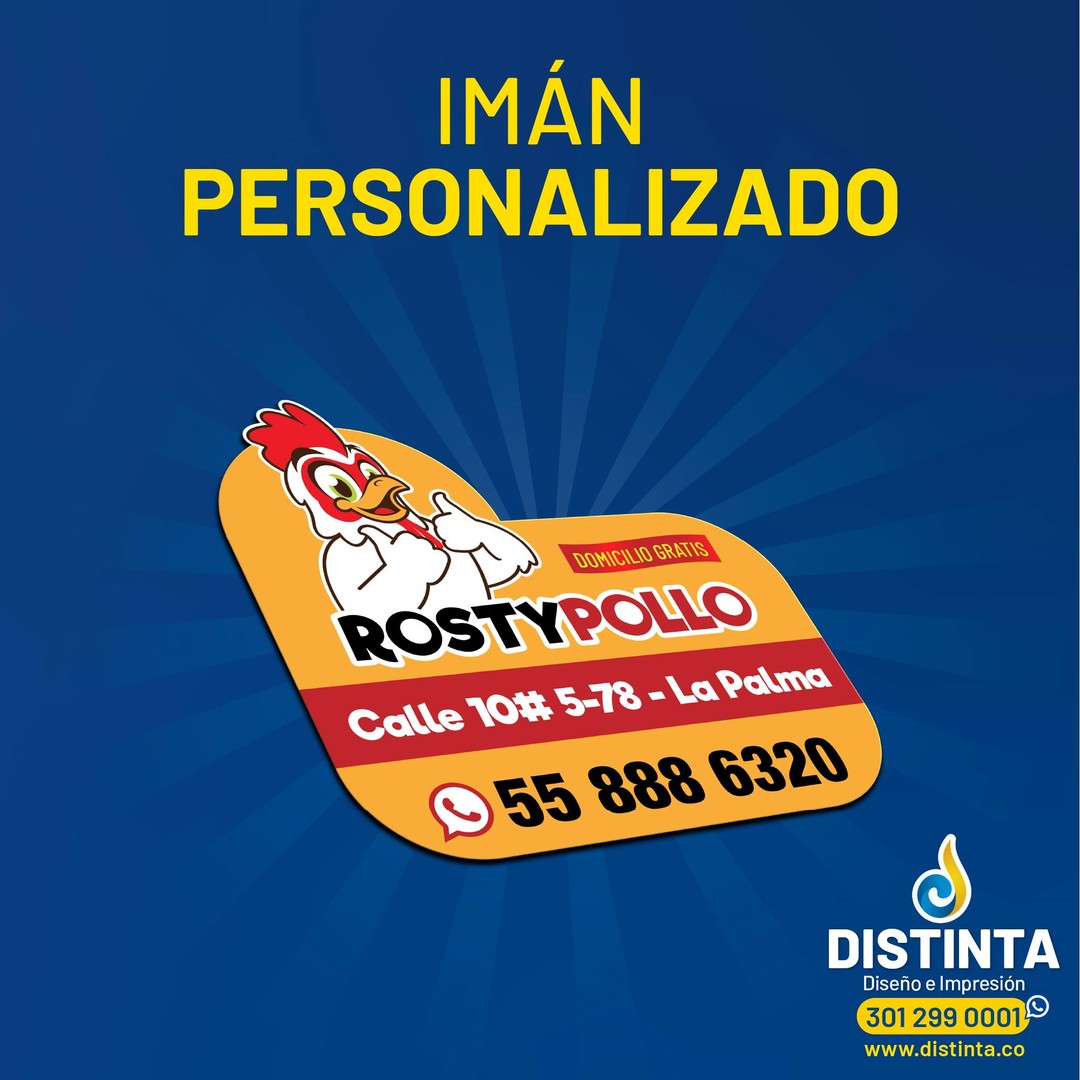 IMÁN
PERSONALIZADO
DOMICILIO GRATIS
ROSTYPOLLO
Calle 10# 5-78 - La Palma
55 888 6320
DISTINTA
Diseño e Impresión
301 299 0001
www.distinta.co